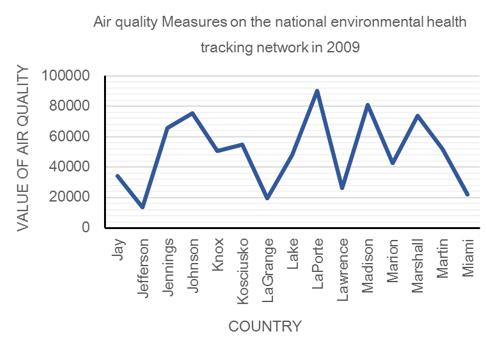 Air quality Measures on the national environmental health
tracking network in 2009
VALUE OF AIR QUALITY
100000
80000
60000
40000
20000
0
Jay
Jefferson
Jennings
Johnson
Knox
Kosciusko
LaGrange
Lake
LaPorte
Lawrence
Madison
Marion
Marshall
Martin
Miami
COUNTRY